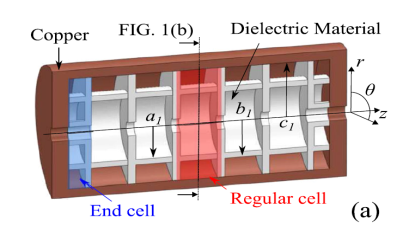 FIG. 1(b)
Copper
Dielectric Material
r
θ
z
a₁
b₁
c₁
End cell
Regular cell
(a)